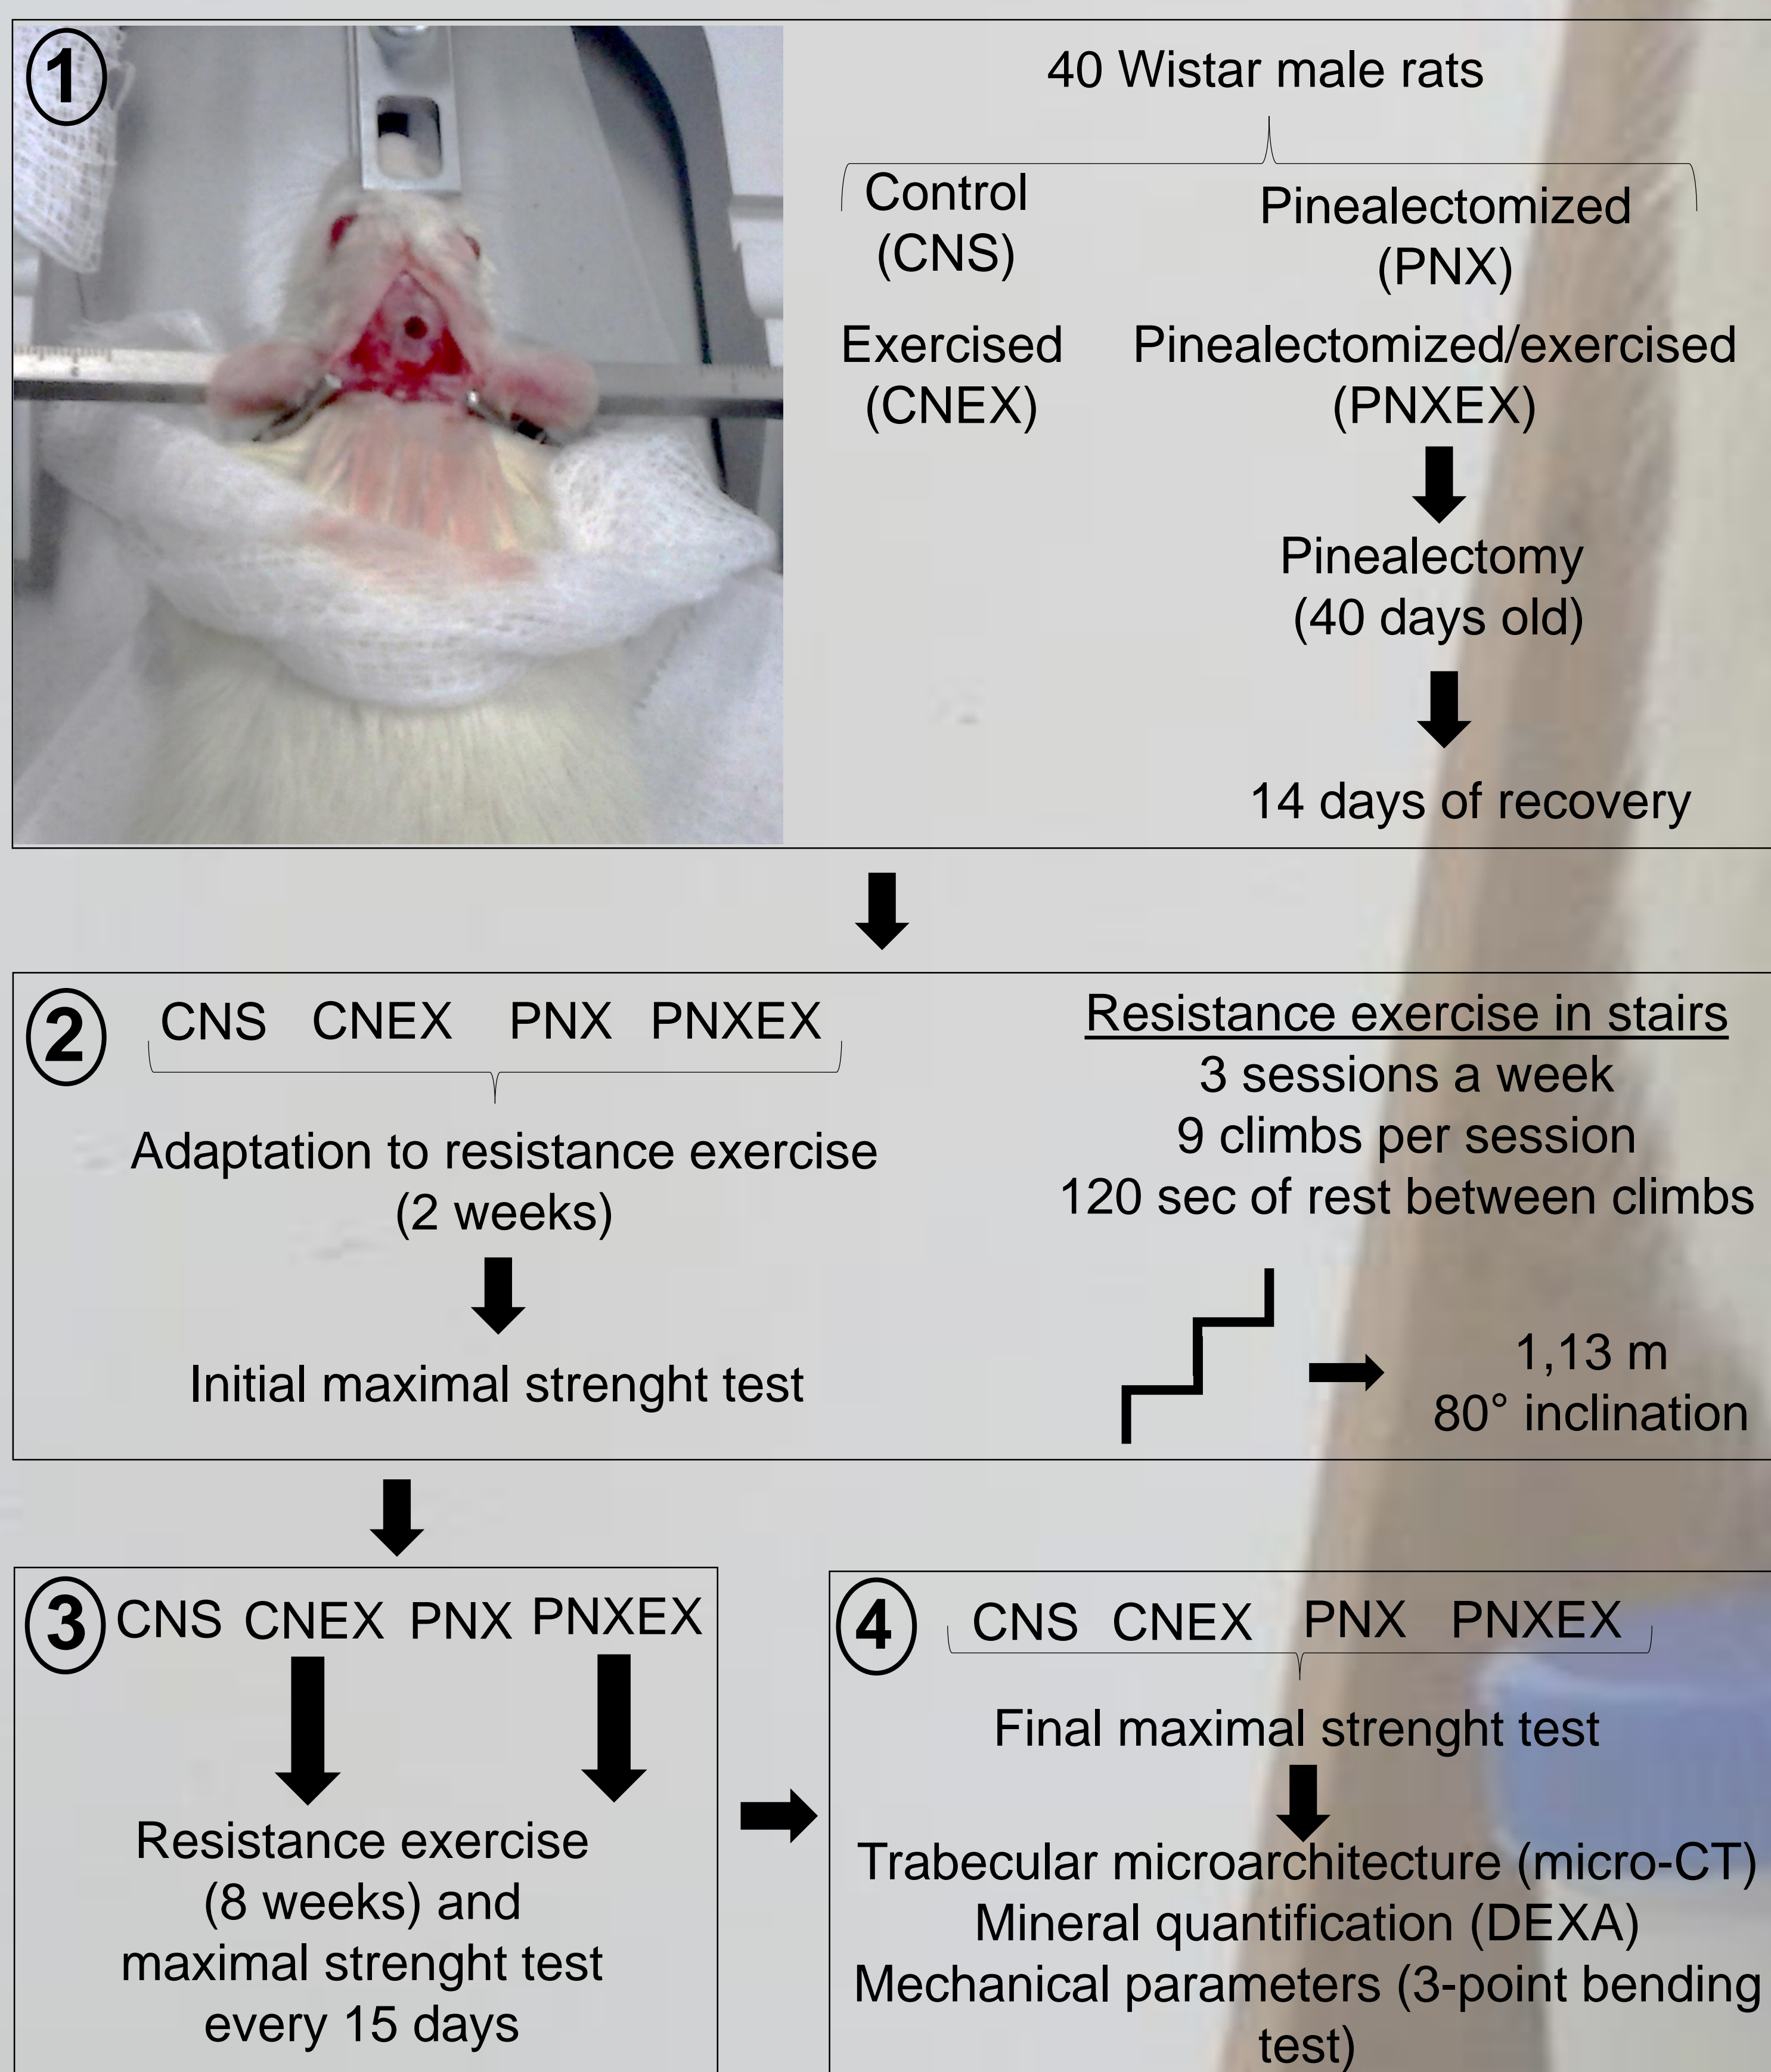 1
40 Wistar male rats
Control
(CNS)
Pinealectomized
(PNX)
Exercised
(CNEX)
Pinealectomized/exercised
(PNXEX)
Pinealectomy
(40 days old)
14 days of recovery
2
CNS CNEX PNX PNXEX
Adaptation to resistance exercise
(2 weeks)
Initial maximal strenght test
Resistance exercise in stairs
3 sessions a week
9 climbs per session
120 sec of rest between climbs
1,13 m
80° inclination
3
CNS CNEX PNX PNXEX
Resistance exercise
(8 weeks) and
maximal strenght test
every 15 days
4
CNS CNEX PNX PNXEX
Final maximal strenght test
Trabecular microarchitecture (micro-CT)
Mineral quantification (DEXA)
Mechanical parameters (3-point bending
test)